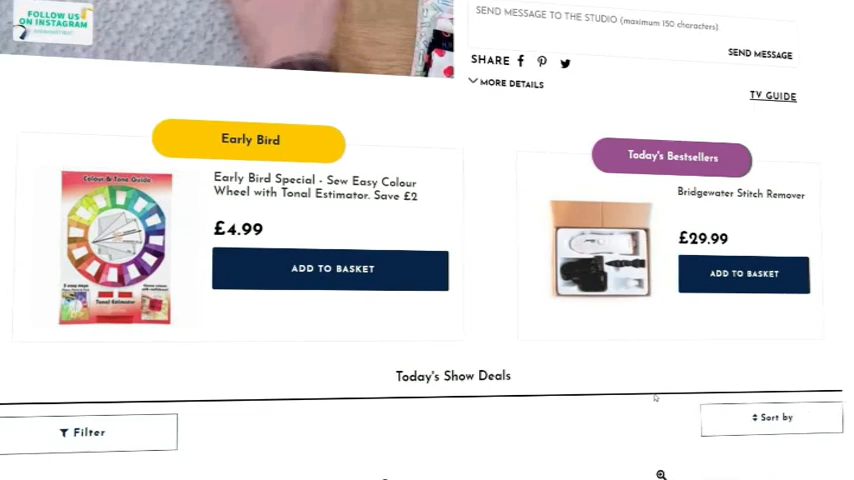 FOLLOW US
ON INSTAGRAM
SEND MESSAGE TO THE STUDIO (maximum 150 characters)
SEND MESSAGE
SHARE
MORE DETAILS
TV GUIDE
Early Bird
Today's Bestsellers
Early Bird Special - Sew Easy Colour
Wheel with Tonal Estimator. Save £2
£4.99
ADD TO BASKET
Bridgewater Stitch Remover
£29.99
ADD TO BASKET
Colour & Tone Guide
Tonal Estimator
Today's Show Deals
Filter
Sort by